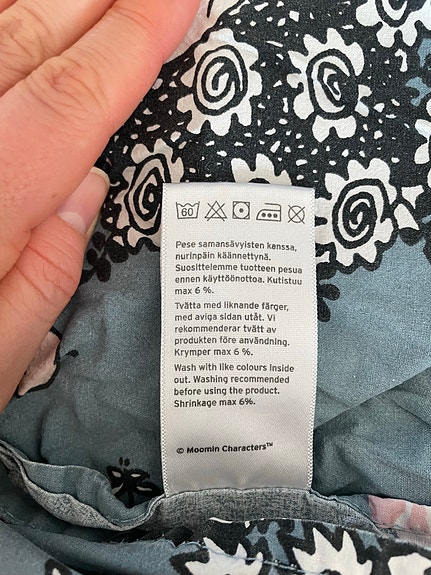 60
Pese samansävyisten kanssa,
nurinpäin käännettynä.
Suosittelemme tuotteen pesua
ennen käyttöönottoa. Kutistuu
max 6 %.
Tvätta med liknande färger,
med aviga sidan utåt. Vi
rekommenderar tvätt av
produkten före användning.
Krymper max 6 %.
Wash with like colours inside
out. Washing recommended
before using the product.
Shrinkage max 6%.
© Moomin Characters™